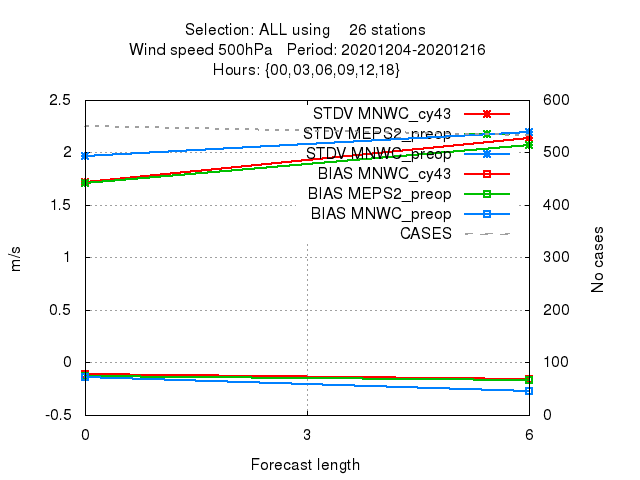 Selection: ALL using 26 stations
Wind speed 500hPa Period: 20201204-20201216
Hours: {00,03,06,09,12,18}
2.5
2
1.5
1
0.5
0
-0.5
600
500
400
300
200
100
0
STDV MNWC_cy43
STDV MEPS2_preop
STDV MNWC_preop
BIAS MNWC_cy43
BIAS MEPS2_preop
BIAS MNWC_preop
CASES
m/s
No cases
0 3 6
Forecast length